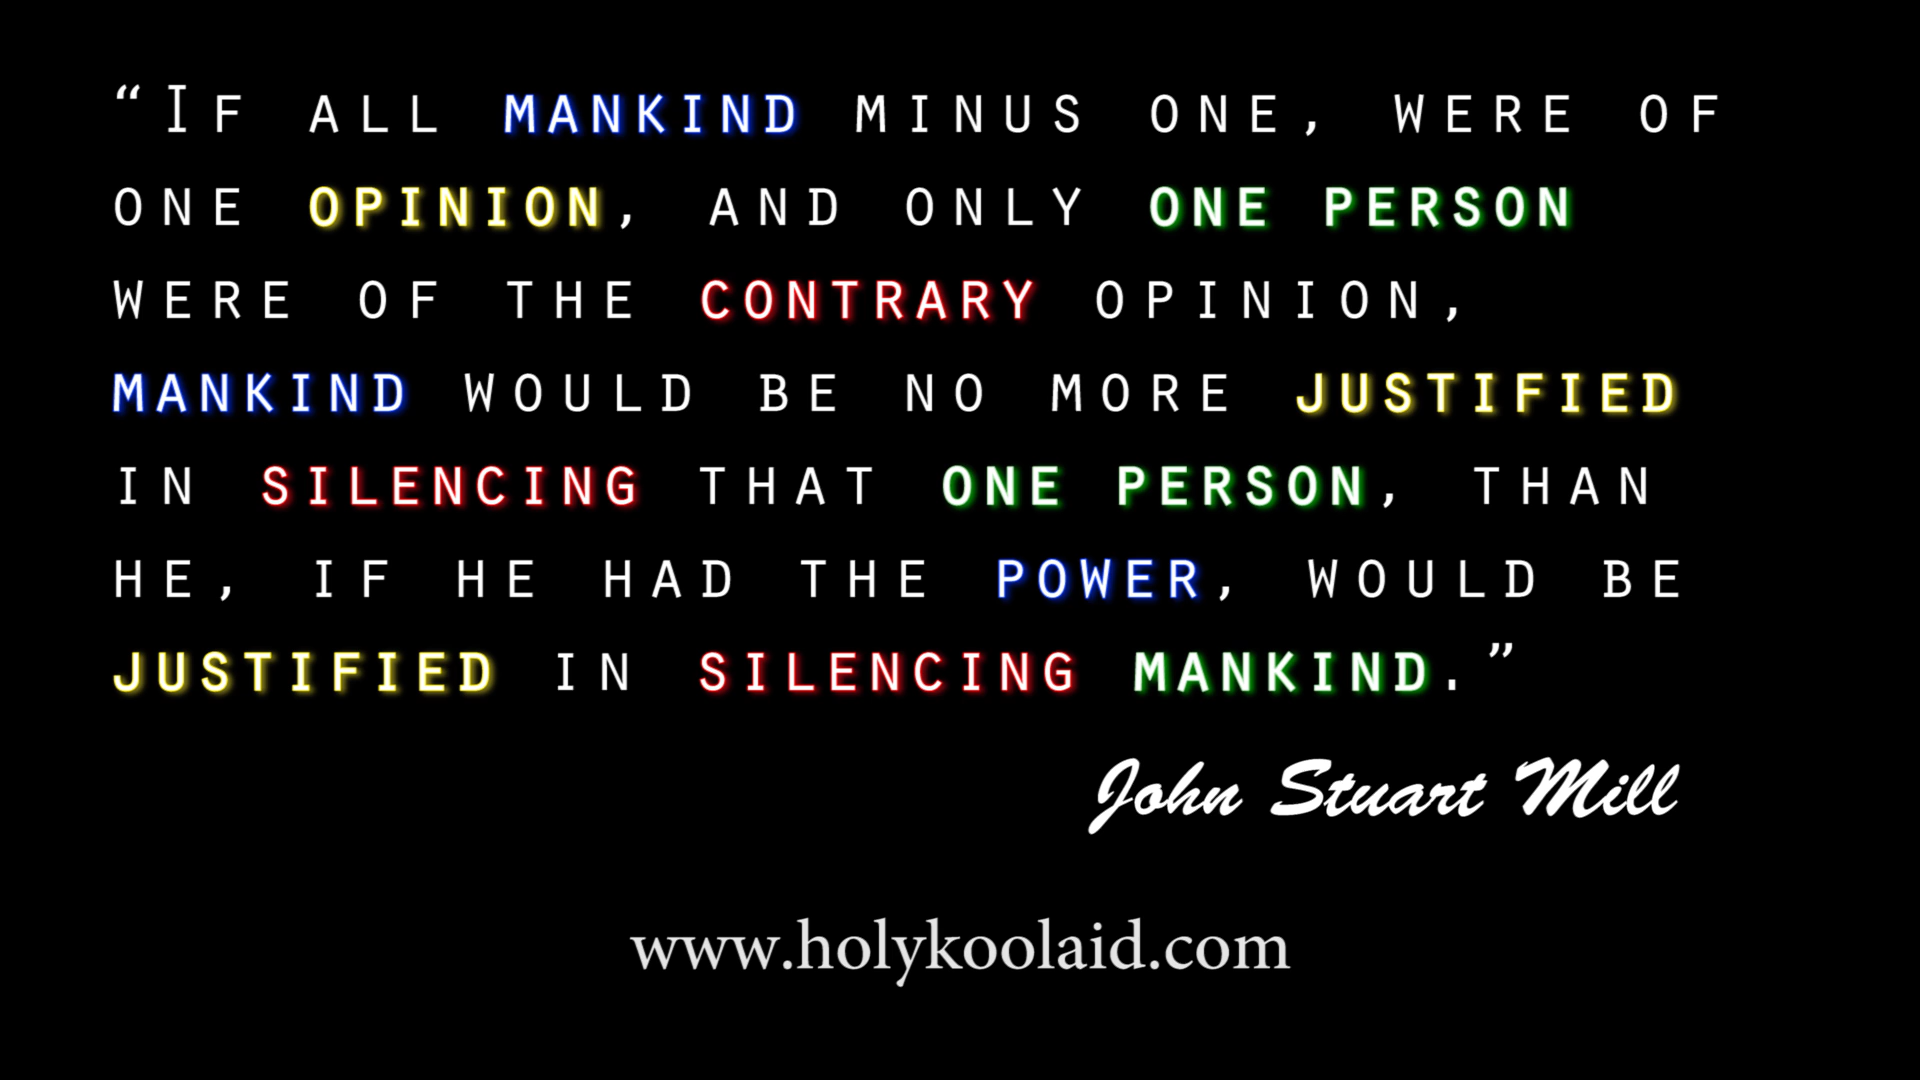 “If all mankind minus one, were of
one opinion, and only one person
were of the contrary opinion,
mankind would be no more justified
in silencing that one person, than
he, if he had the power, would be
justified in silencing mankind.”
John Stuart Mill
www.holykoolaid.com